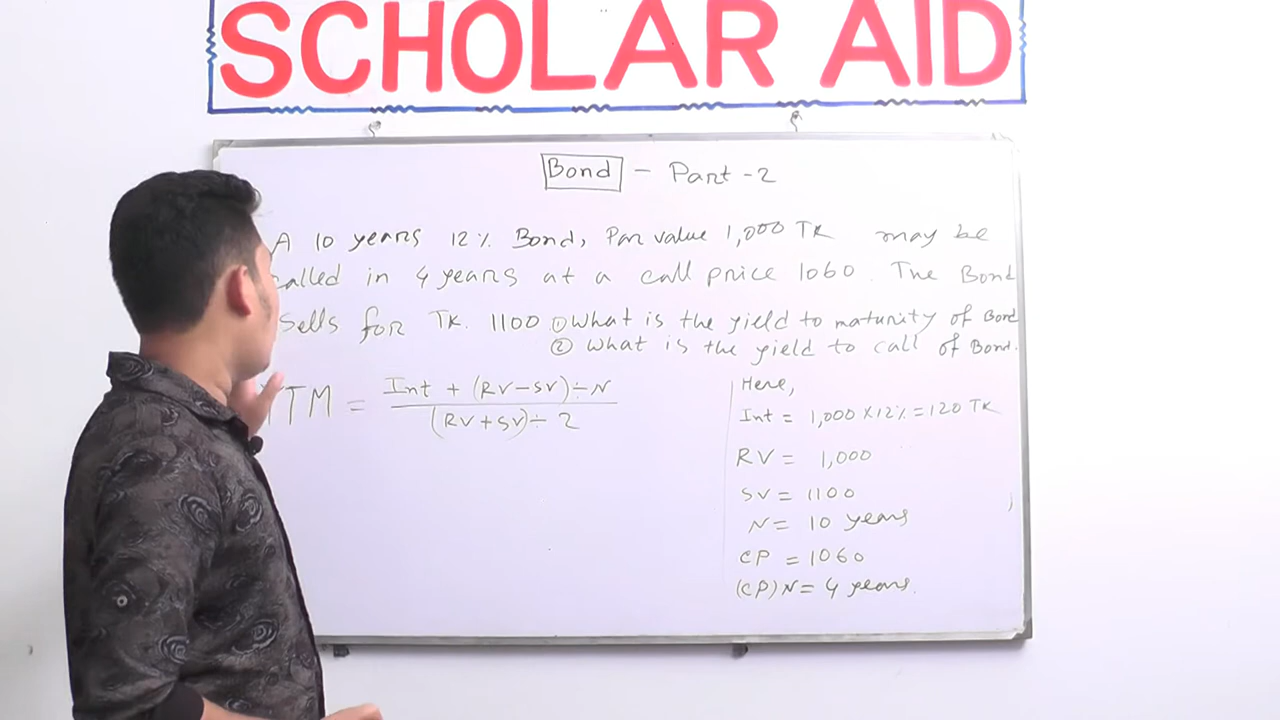 SCHOLAR AID
Bond - Part-2
A 10 years 12% Bond, Par value 1,000 TK may be
called in 4 years at a call price 1060. The Bond
Sells for TK. 1100 ① What is the yield to maturity of Bond
② What is the yield to call of Bond.
YTM = Int + (RV-SV)÷N
(RV+SV)÷2
Here,
Int = 1,000 X 12% = 120 TK
RV = 1,000
SV = 1100
N = 10 years
CP = 1060
(CP)N = 4 years.